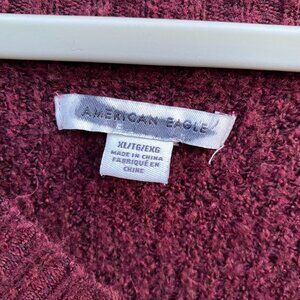 AMERICAN EAGLE
XL/TG/EXG
MADE IN CHINA
FABRIQUÉ EN
CHINE